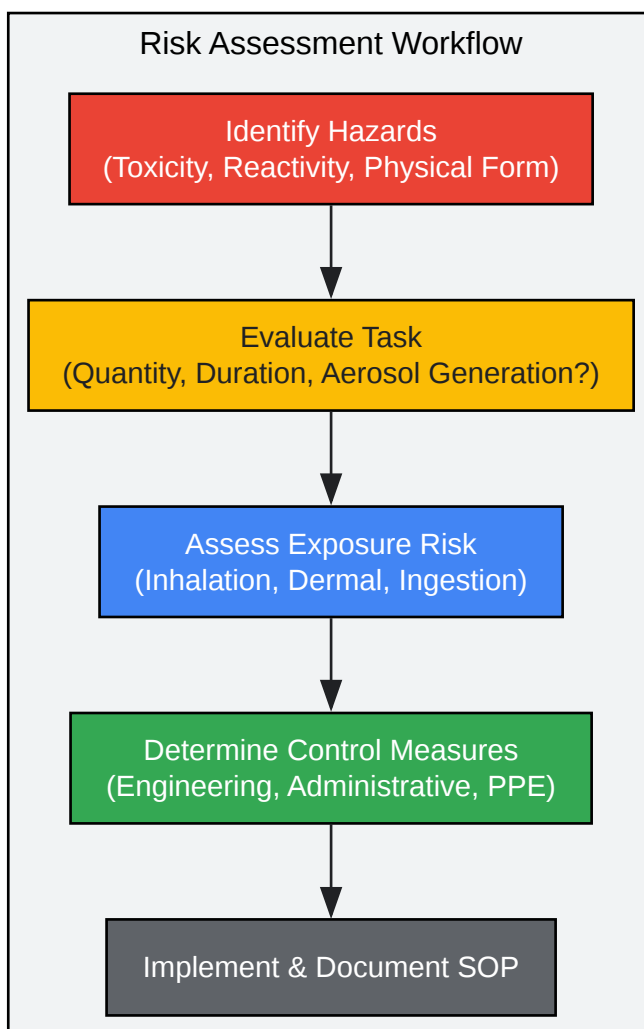 Risk Assessment Workflow
Identify Hazards
(Toxicity, Reactivity, Physical Form)
Evaluate Task
(Quantity, Duration, Aerosol Generation?)
Assess Exposure Risk
(Inhalation, Dermal, Ingestion)
Determine Control Measures
(Engineering, Administrative, PPE)
Implement & Document SOP